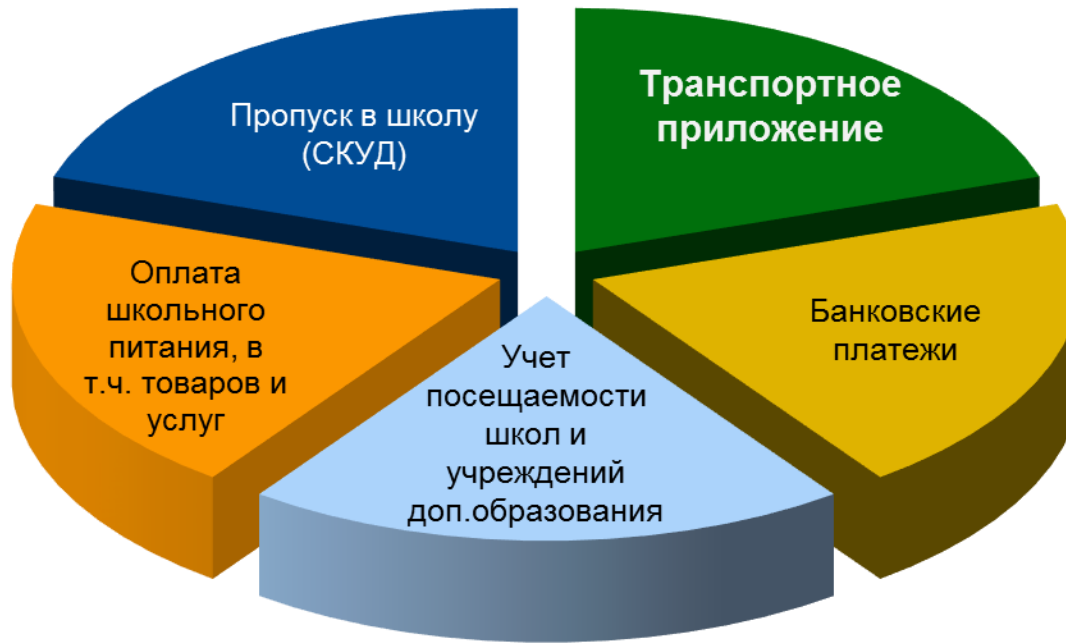 Пропуск в школу
(СКУД)
Транспортное
приложение
Оплата
школьного
питания, в
т.ч. товаров и
услуг
Банковские
платежи
Учет
посещаемости
школ и
учреждений
доп.образования